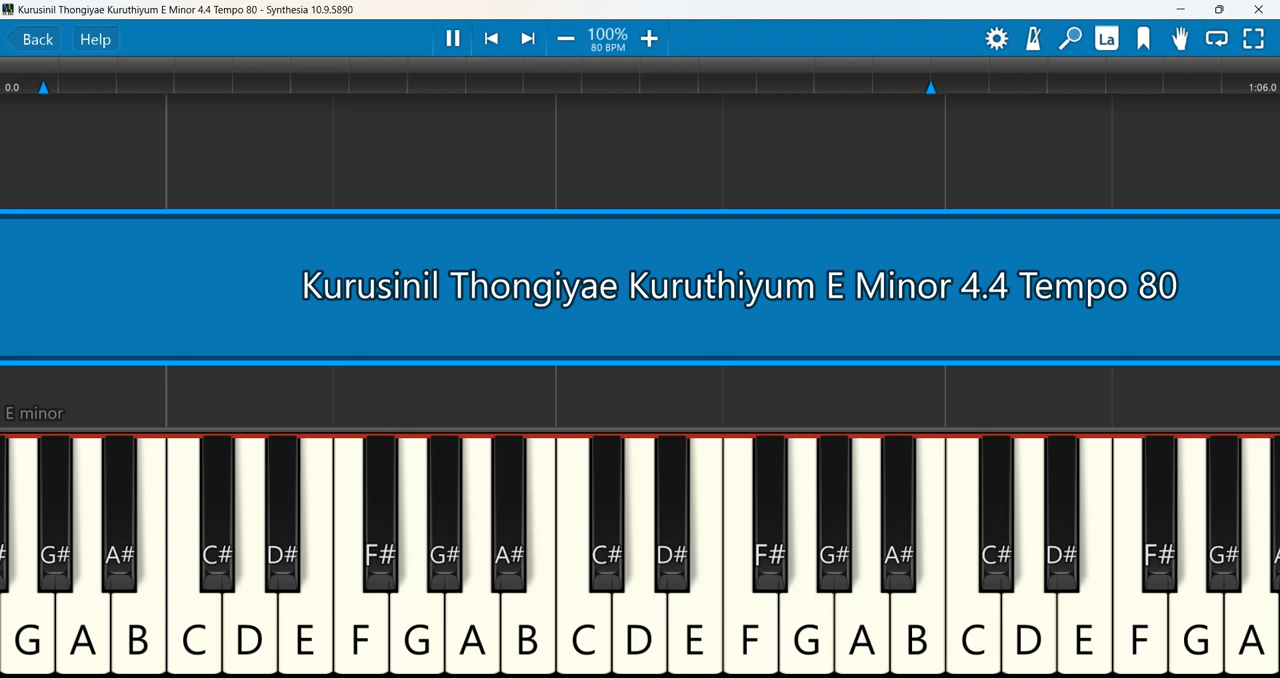 Kurusinil Thongiyae Kuruthiyum E Minor 4.4 Tempo 80 - Synthesia 10.9.5890
Back Help 100% La
80 BPM
0.0 1:06.0
Kurusinil Thongiyae Kuruthiyum E Minor 4.4 Tempo 80
E minor
# G# A# C# D# F# G# A# C# D# F# G# A# C# D# F# G# A
G A B C D E F G A B C D E F G A B C D E F G A